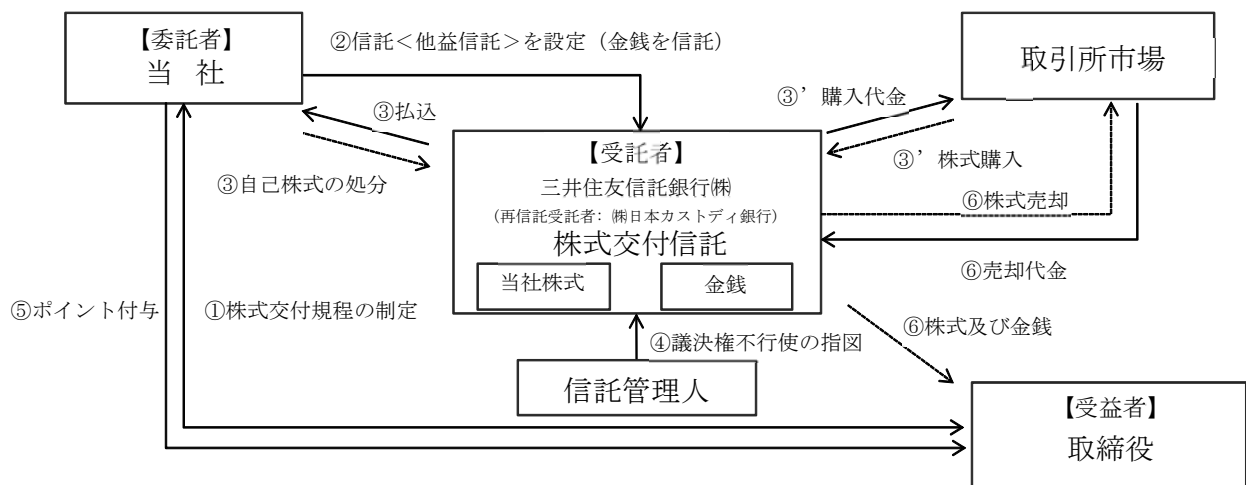 【委託者】
当 社
②信託＜他益信託＞を設定（金銭を信託）
取引所市場
③払込
③’購入代金
【受託者】
三井住友信託銀行㈱
(再信託受託者: ㈱日本カストディ銀行)
株式交付信託
当社株式
金銭
③自己株式の処分
③’株式購入
⑥株式売却
⑥売却代金
⑤ポイント付与
①株式交付規程の制定
⑥株式及び金銭
④議決権不行使の指図
信託管理人
【受益者】
取締役